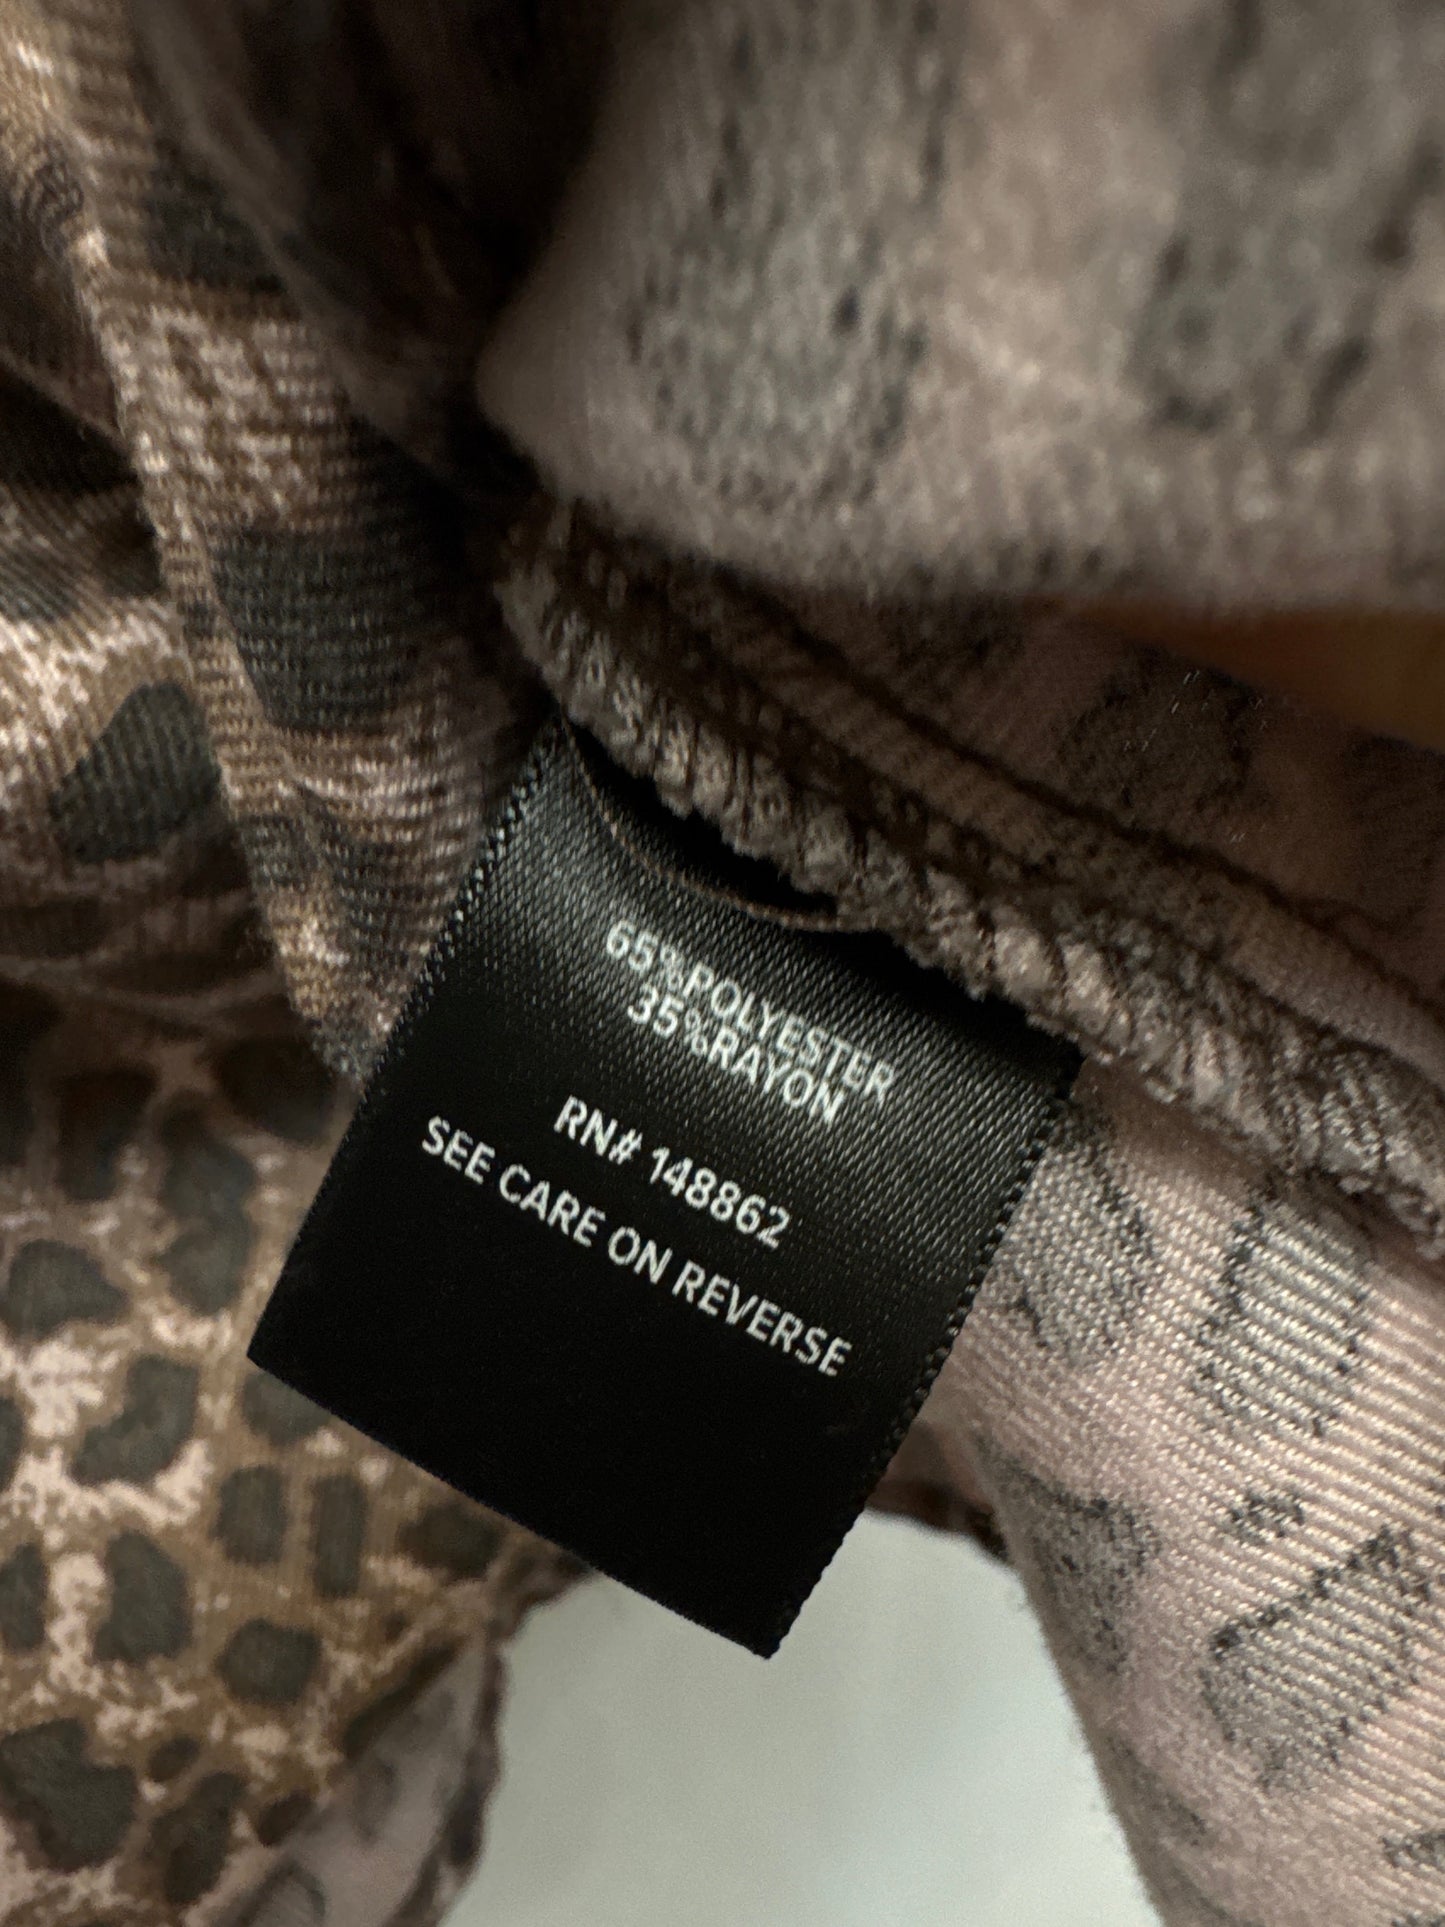 65%POLYESTER
35%RAYON
RN# 148862
SEE CARE ON REVERSE